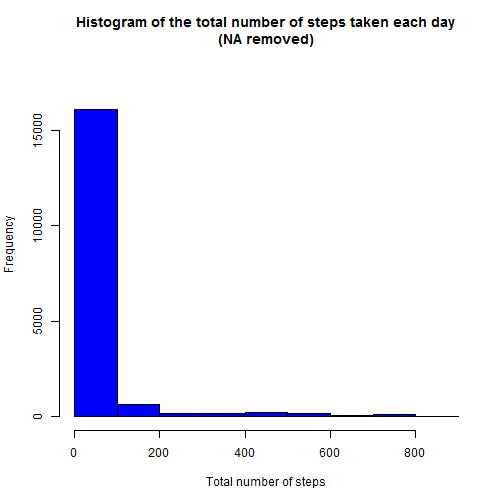 Histogram of the total number of steps taken each day
(NA removed)
Frequency
15000
10000
5000
0
0 200 400 600 800
Total number of steps